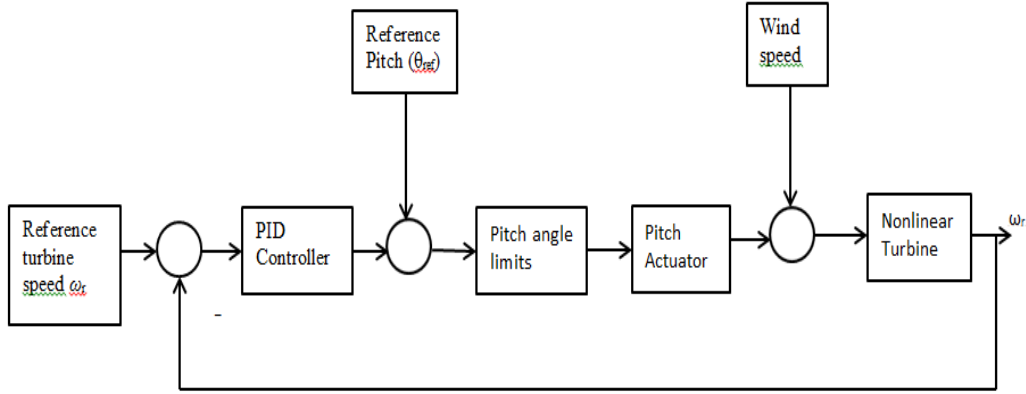 Reference
Pitch (θref)
Wind
speed
Reference
turbine
speed ωr
PID
Controller
Pitch angle
limits
Pitch
Actuator
Nonlinear
Turbine
ωr
-